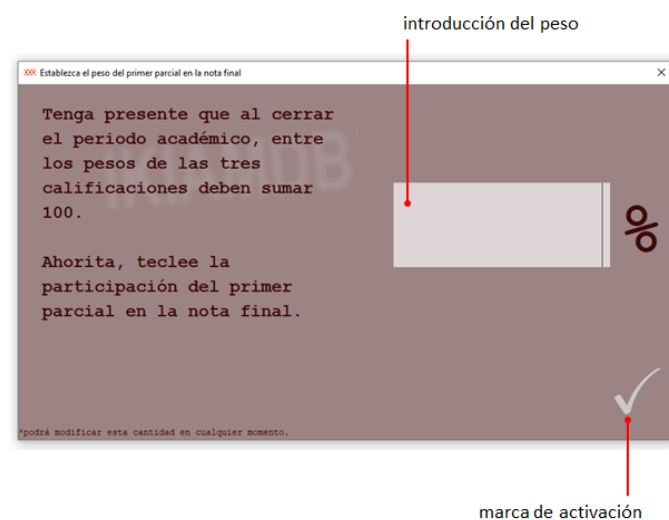 introducción del peso
XXX Establezca el peso del primer parcial en la nota final
Tenga presente que al cerrar
el periodo académico, entre
los pesos de las tres
calificaciones deben sumar
100.
Ahorita, teclee la
participación del primer
parcial en la nota final.
%
*podrá modificar esta cantidad en cualquier momento.
marca de activación